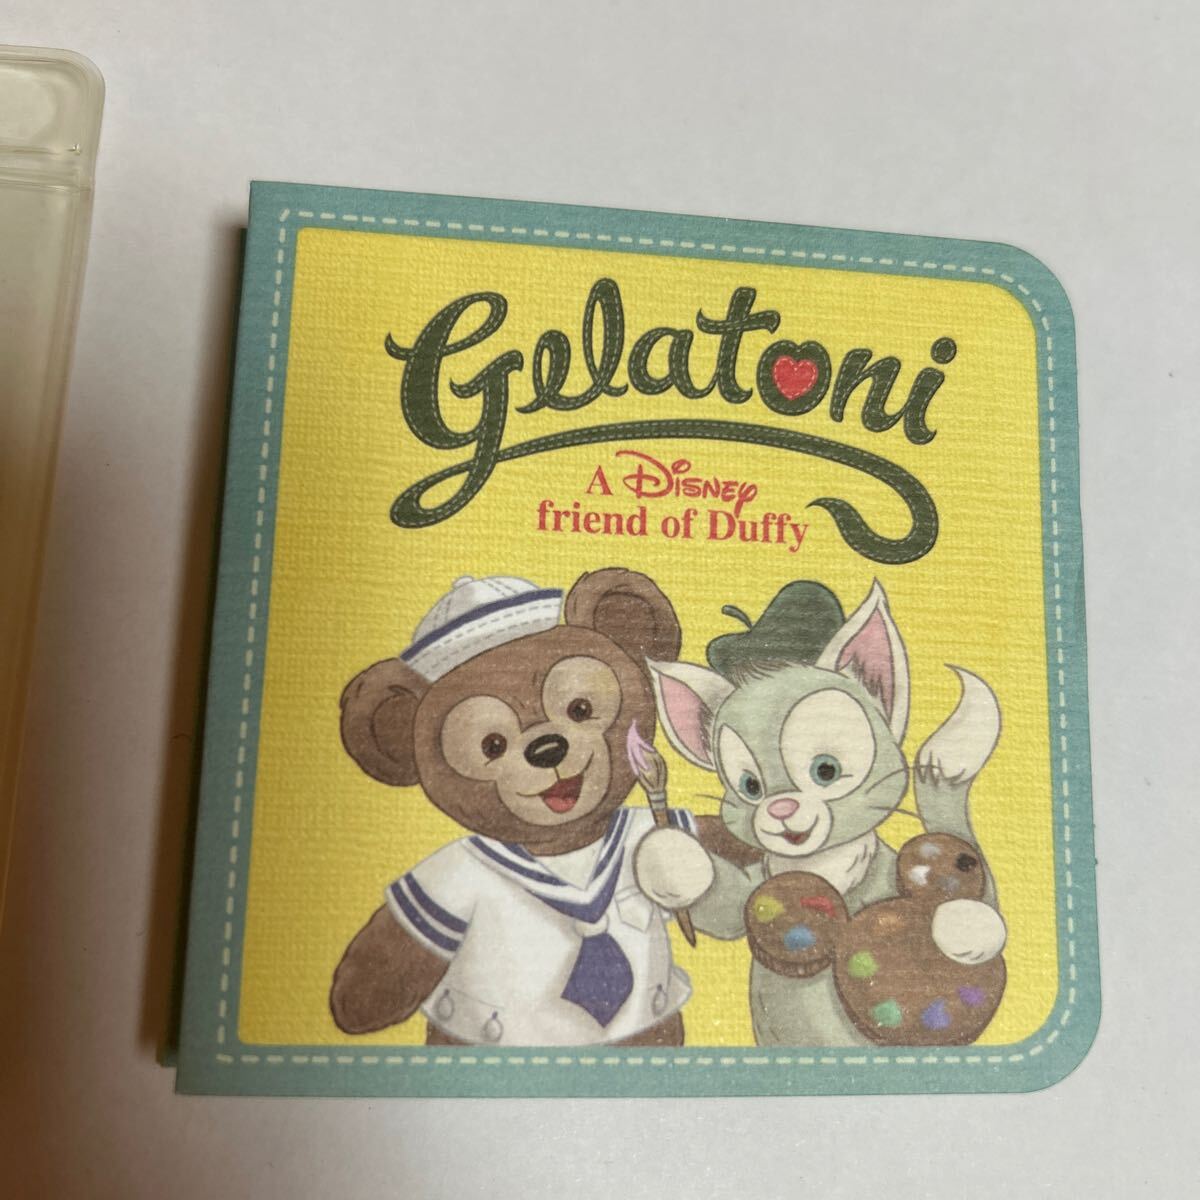 Gelatoni
A Disney
friend of Duffy